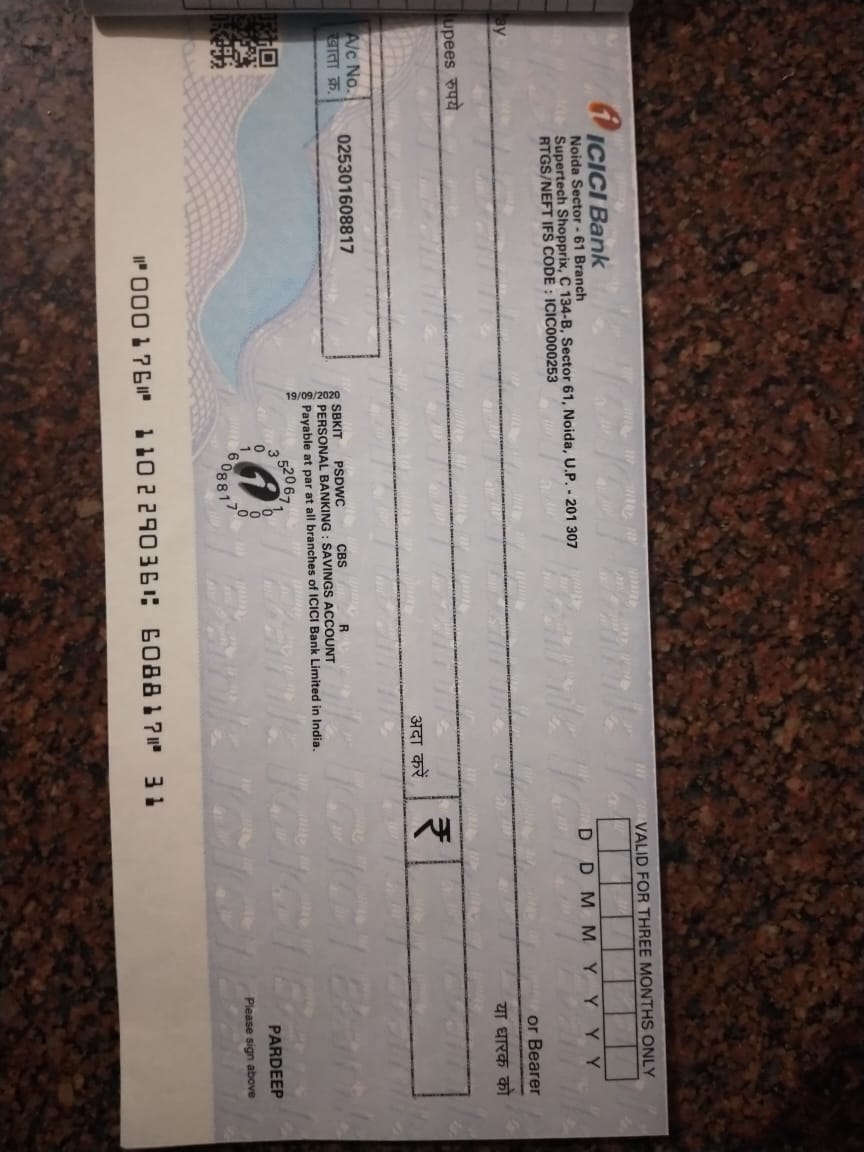 ICICI Bank
Noida Sector - 61 Branch
Supertech Shopprix, C 134-B, Sector 61, Noida, U.P. - 201 307
RTGS/NEFT IFS CODE : ICIC0000253
VALID FOR THREE MONTHS ONLY
D D M M Y Y Y Y
ay
or Bearer
या धारक को
upees रुपये
अदा करें
₹
A/c No.
खाता क्र.
025301608817
SBKIT PSDWC CBS R
19/09/2020 PERSONAL BANKING : SAVINGS ACCOUNT
Payable at par at all branches of ICICI Bank Limited in India.
PARDEEP
Please sign above
⑈000176⑈ 110229036⑆ 608817⑈ 31